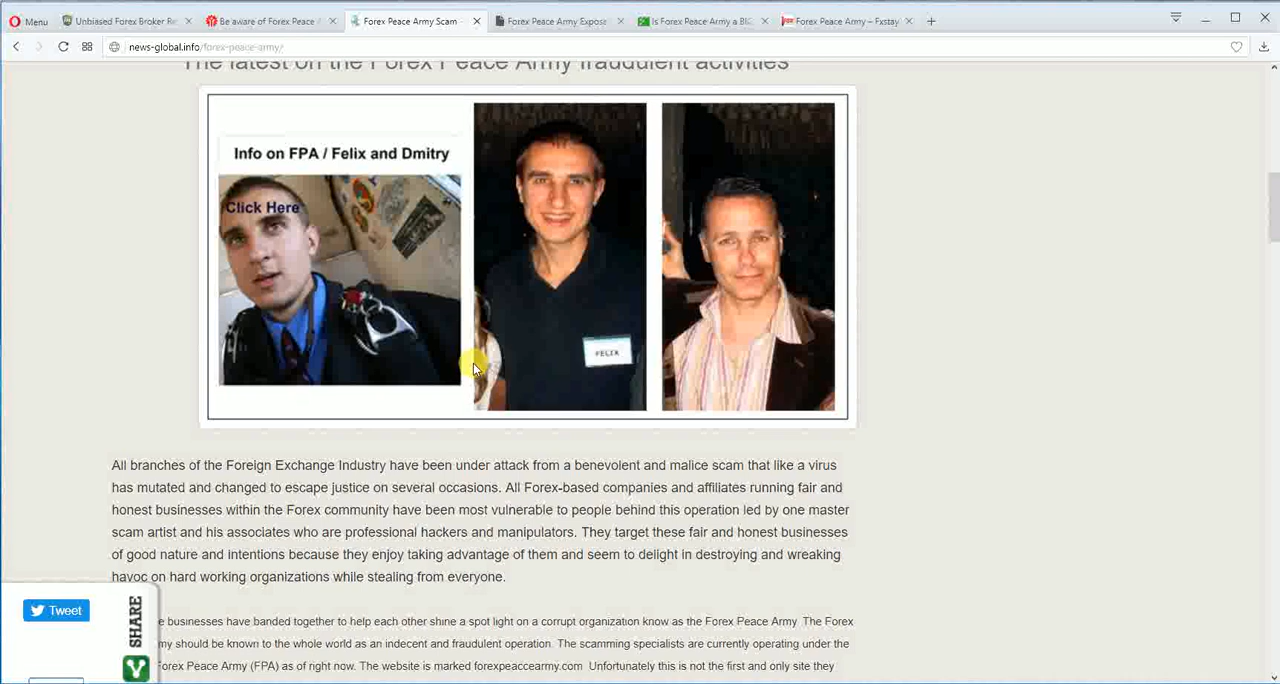 Menu
Unbiased Forex Broker Re
Be aware of Forex Peace A
Forex Peace Army Scam –
Forex Peace Army Expose
Is Forex Peace Army a BIG
Forex Peace Army – Fxstay
news-global.info/forex-peace-army/
The latest on the Forex Peace Army fraudulent activities
Info on FPA / Felix and Dmitry
Click Here
FELIX
All branches of the Foreign Exchange Industry have been under attack from a benevolent and malice scam that like a virus
has mutated and changed to escape justice on several occasions. All Forex-based companies and affiliates running fair and
honest businesses within the Forex community have been most vulnerable to people behind this operation led by one master
scam artist and his associates who are professional hackers and manipulators. They target these fair and honest businesses
of good nature and intentions because they enjoy taking advantage of them and seem to delight in destroying and wreaking
havoc on hard working organizations while stealing from everyone.
e businesses have banded together to help each other shine a spot light on a corrupt organization know as the Forex Peace Army. The Forex
my should be known to the whole world as an indecent and fraudulent operation. The scamming specialists are currently operating under the
orex Peace Army (FPA) as of right now. The website is marked forexpeaccearmy.com. Unfortunately this is not the first and only site they
Tweet
SHARE